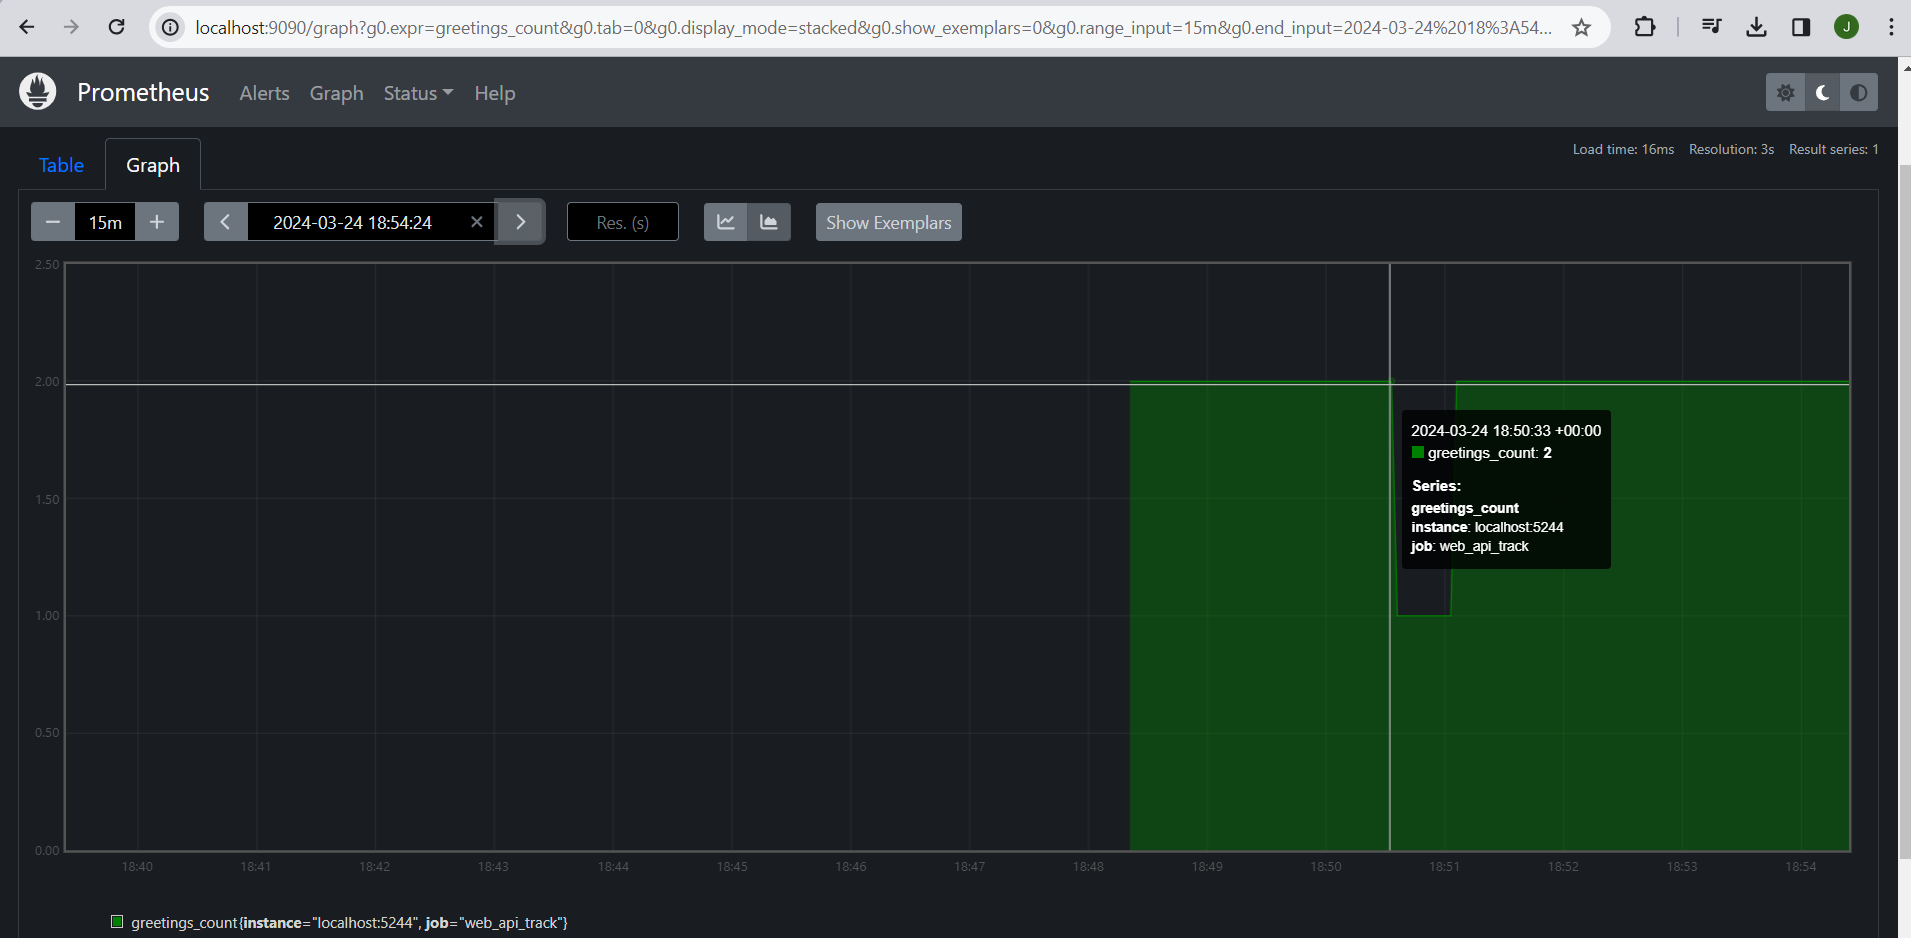 localhost:9090/graph?g0.expr=greetings_count&g0.tab=0&g0.display_mode=stacked&g0.show_exemplars=0&g0.range_input=15m&g0.end_input=2024-03-24%2018%3A54...
J
Prometheus Alerts Graph Status Help
Table Graph
Load time: 16ms Resolution: 3s Result series: 1
15m 2024-03-24 18:54:24 Res. (s) Show Exemplars
2.50
2.00
1.50
1.00
0.50
0.00
2024-03-24 18:50:33 +00:00
greetings_count: 2
Series:
greetings_count
instance: localhost:5244
job: web_api_track
18:40 18:41 18:42 18:43 18:44 18:45 18:46 18:47 18:48 18:49 18:50 18:51 18:52 18:53 18:54
greetings_count{instance="localhost:5244", job="web_api_track"}